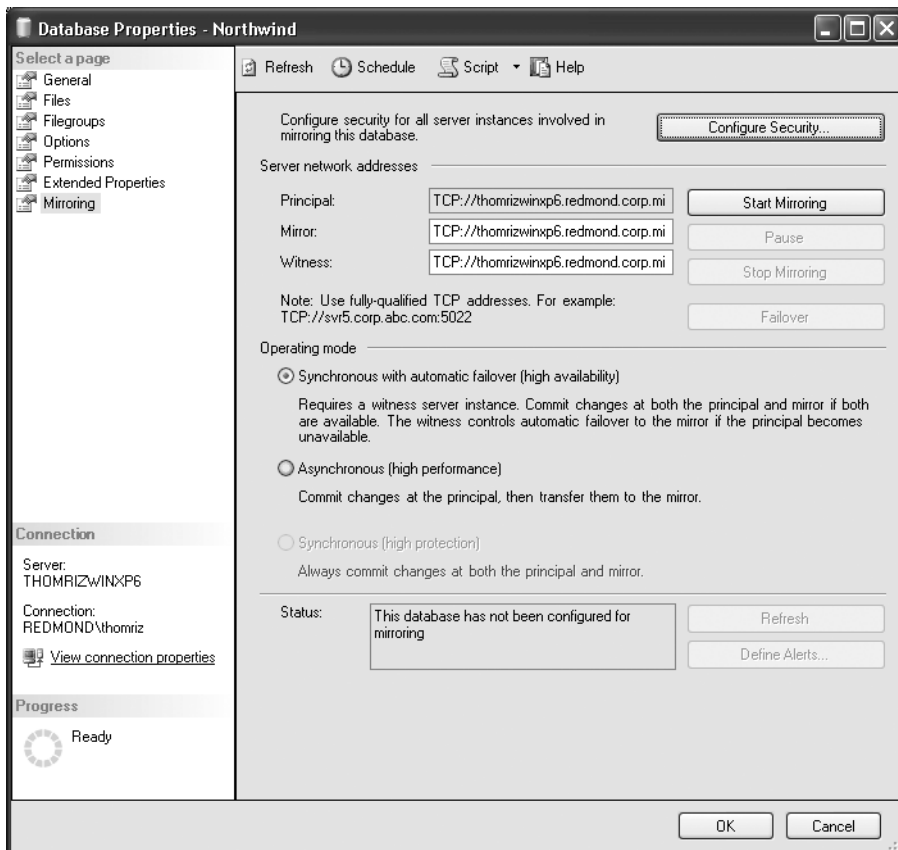 Database Properties - Northwind
Select a page
General
Files
Filegroups
Options
Permissions
Extended Properties
Mirroring
Connection
Server:
THOMRIZWINXP6
Connection:
REDMOND\thomriz
View connection properties
Progress
Ready
Refresh Schedule Script Help
Configure security for all server instances involved in
mirroring this database.
Configure Security...
Server network addresses
Principal: TCP://thomrizwinxp6.redmond.corp.mi Start Mirroring
Mirror: TCP://thomrizwinxp6.redmond.corp.mi Pause
Witness: TCP://thomrizwinxp6.redmond.corp.mi Stop Mirroring
Note: Use fully-qualified TCP addresses. For example:
TCP://svr5.corp.abc.com:5022
Failover
Operating mode
Synchronous with automatic failover (high availability)
Requires a witness server instance. Commit changes at both the principal and mirror if both
are available. The witness controls automatic failover to the mirror if the principal becomes
unavailable.
Asynchronous (high performance)
Commit changes at the principal, then transfer them to the mirror.
Synchronous (high protection)
Always commit changes at both the principal and mirror.
Status: This database has not been configured for
mirroring
Refresh
Define Alerts...
OK Cancel